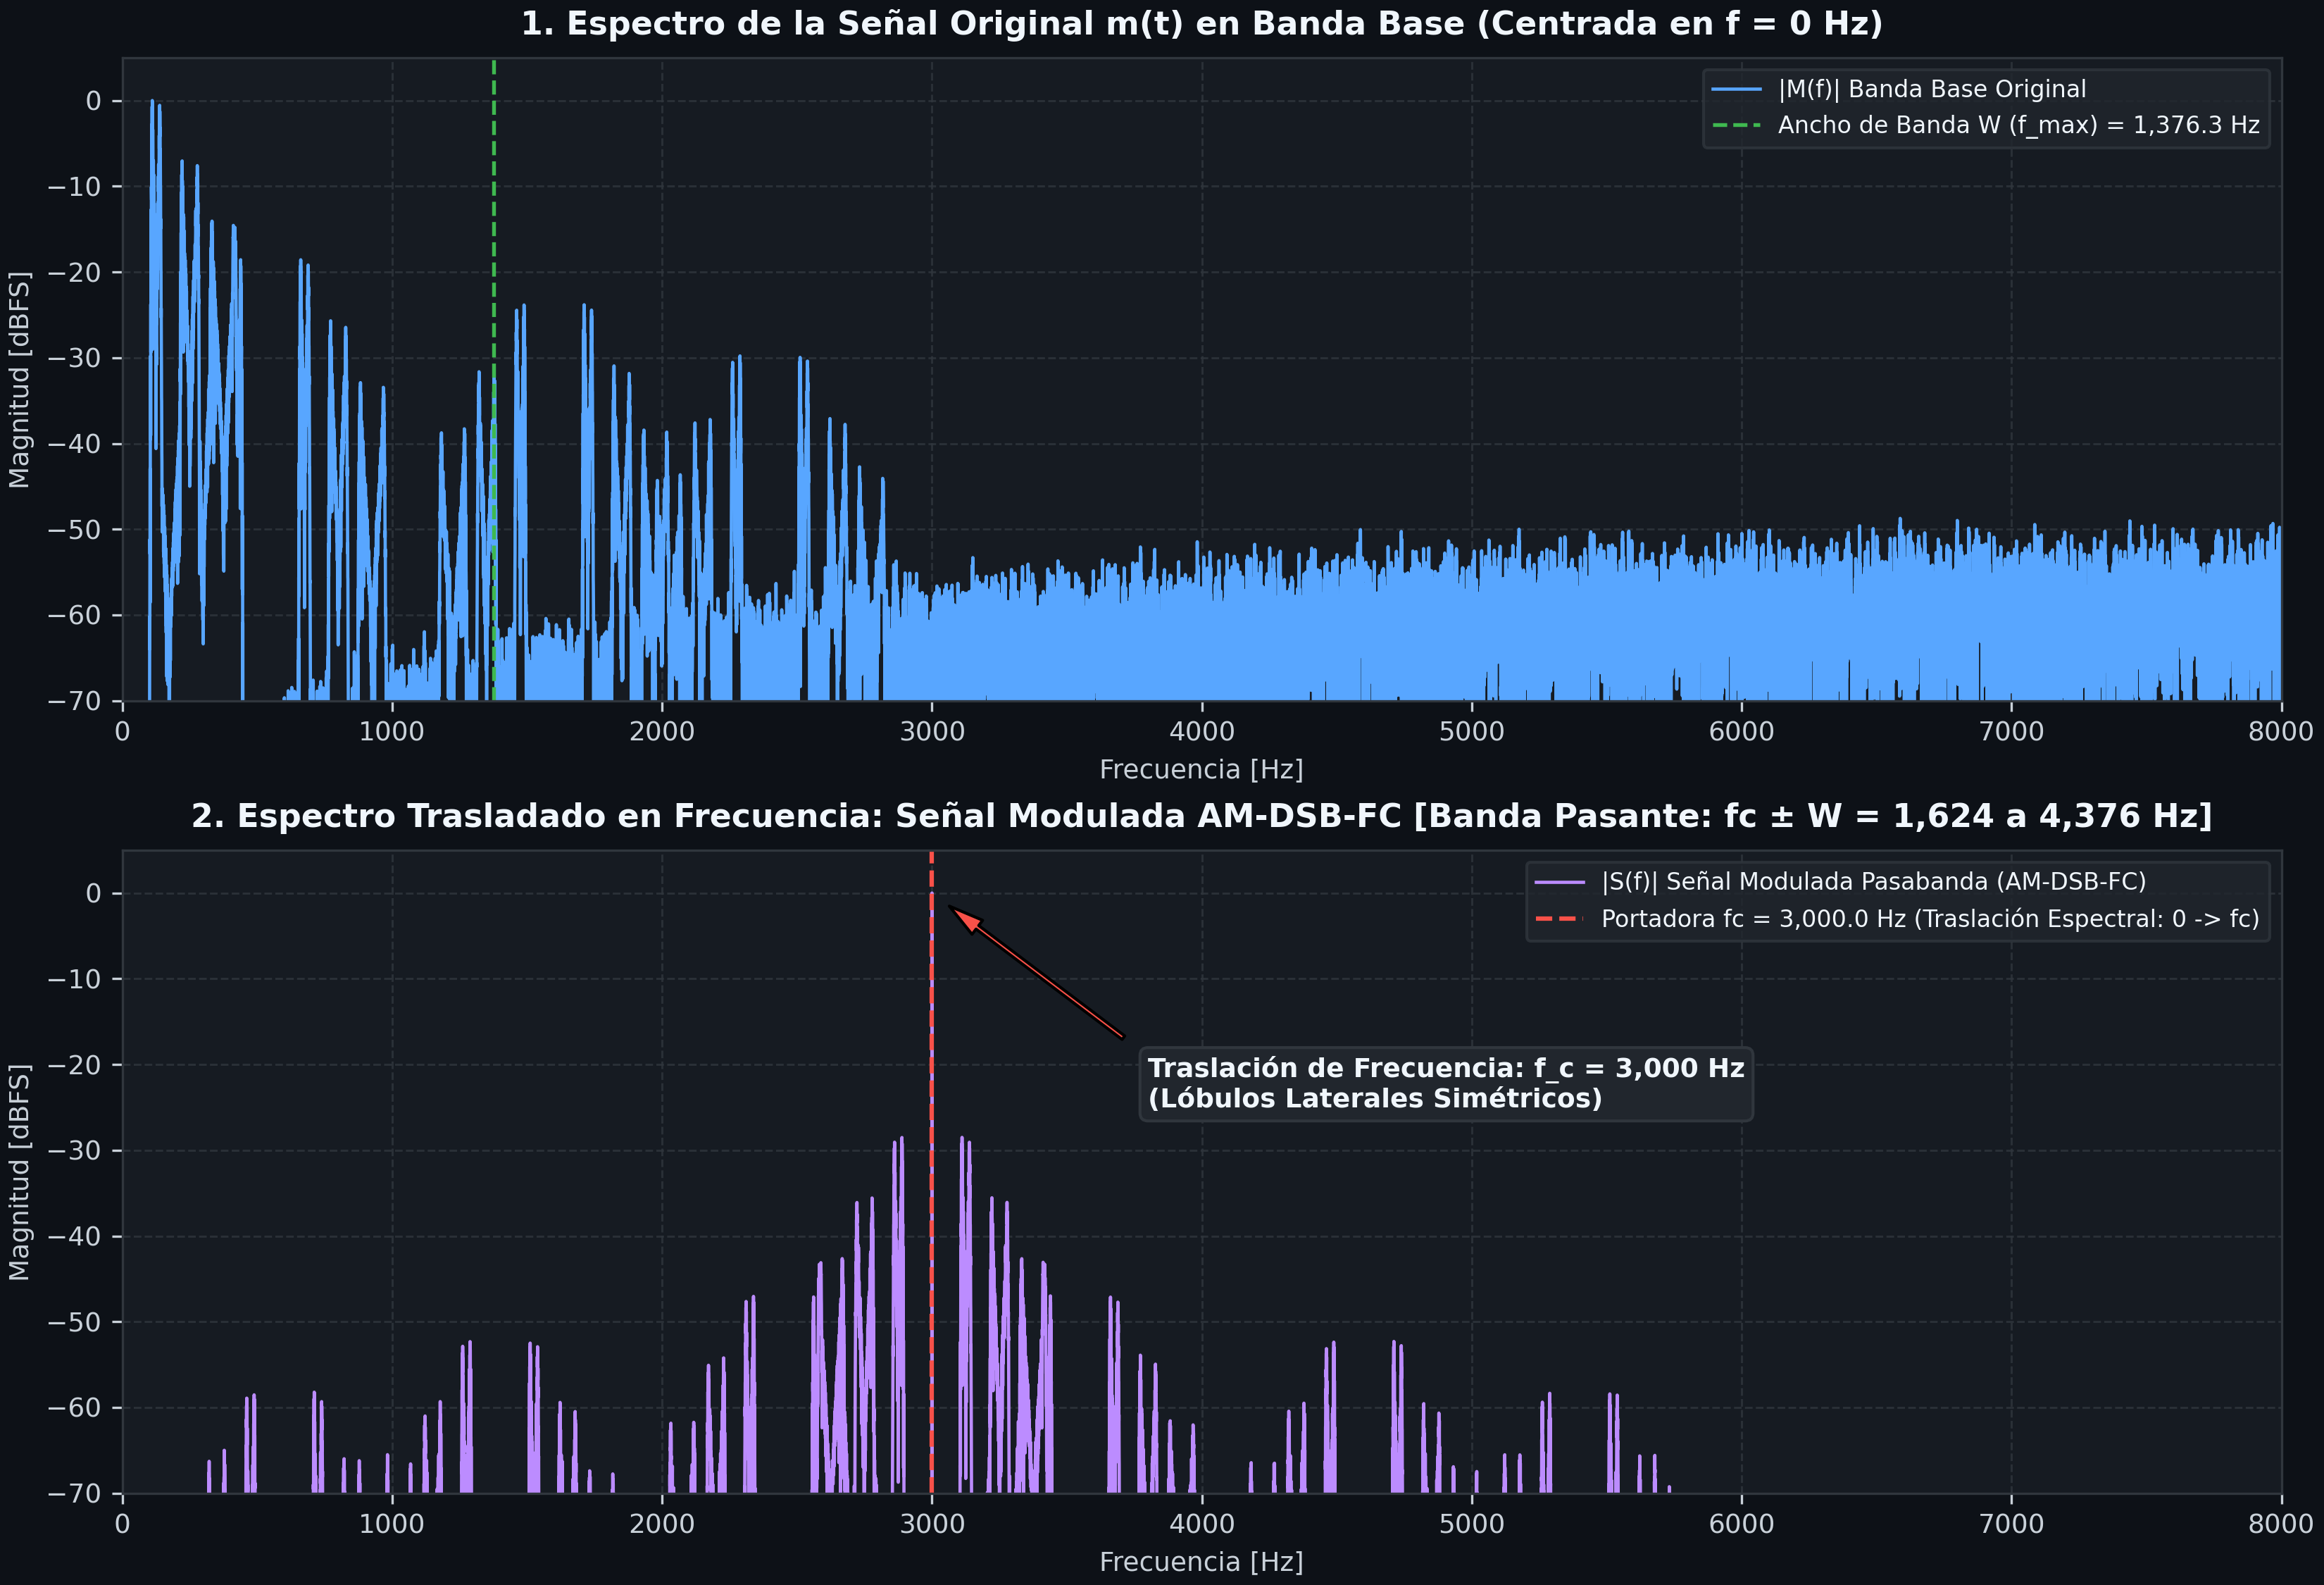 1. Espectro de la Señal Original m(t) en Banda Base (Centrada en f = 0 Hz)
|M(f)| Banda Base Original
Ancho de Banda W (f_max) = 1,376.3 Hz
Magnitud [dBFS]
0
−10
−20
−30
−40
−50
−60
−70
0 1000 2000 3000 4000 5000 6000 7000 8000
Frecuencia [Hz]
2. Espectro Trasladado en Frecuencia: Señal Modulada AM-DSB-FC [Banda Pasante: fc ± W = 1,624 a 4,376 Hz]
|S(f)| Señal Modulada Pasabanda (AM-DSB-FC)
Portadora fc = 3,000.0 Hz (Traslación Espectral: 0 -> fc)
Traslación de Frecuencia: f_c = 3,000 Hz
(Lóbulos Laterales Simétricos)
Magnitud [dBFS]
0
−10
−20
−30
−40
−50
−60
−70
0 1000 2000 3000 4000 5000 6000 7000 8000
Frecuencia [Hz]